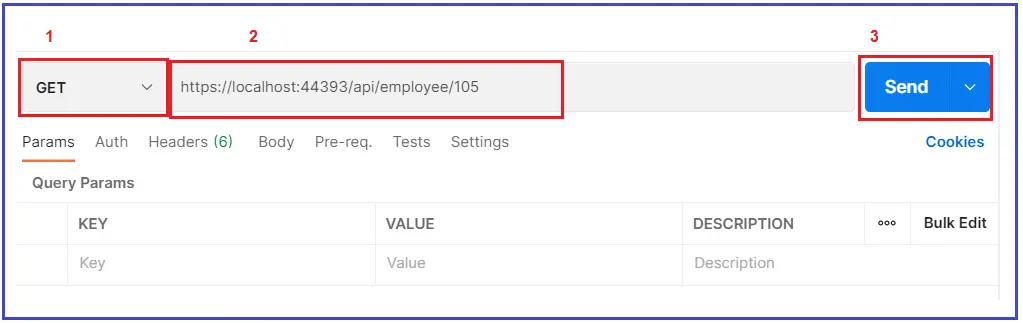 1 2 3
GET https://localhost:44393/api/employee/105 Send
Params Auth Headers (6) Body Pre-req. Tests Settings Cookies
Query Params
KEY VALUE DESCRIPTION ••• Bulk Edit
Key Value Description